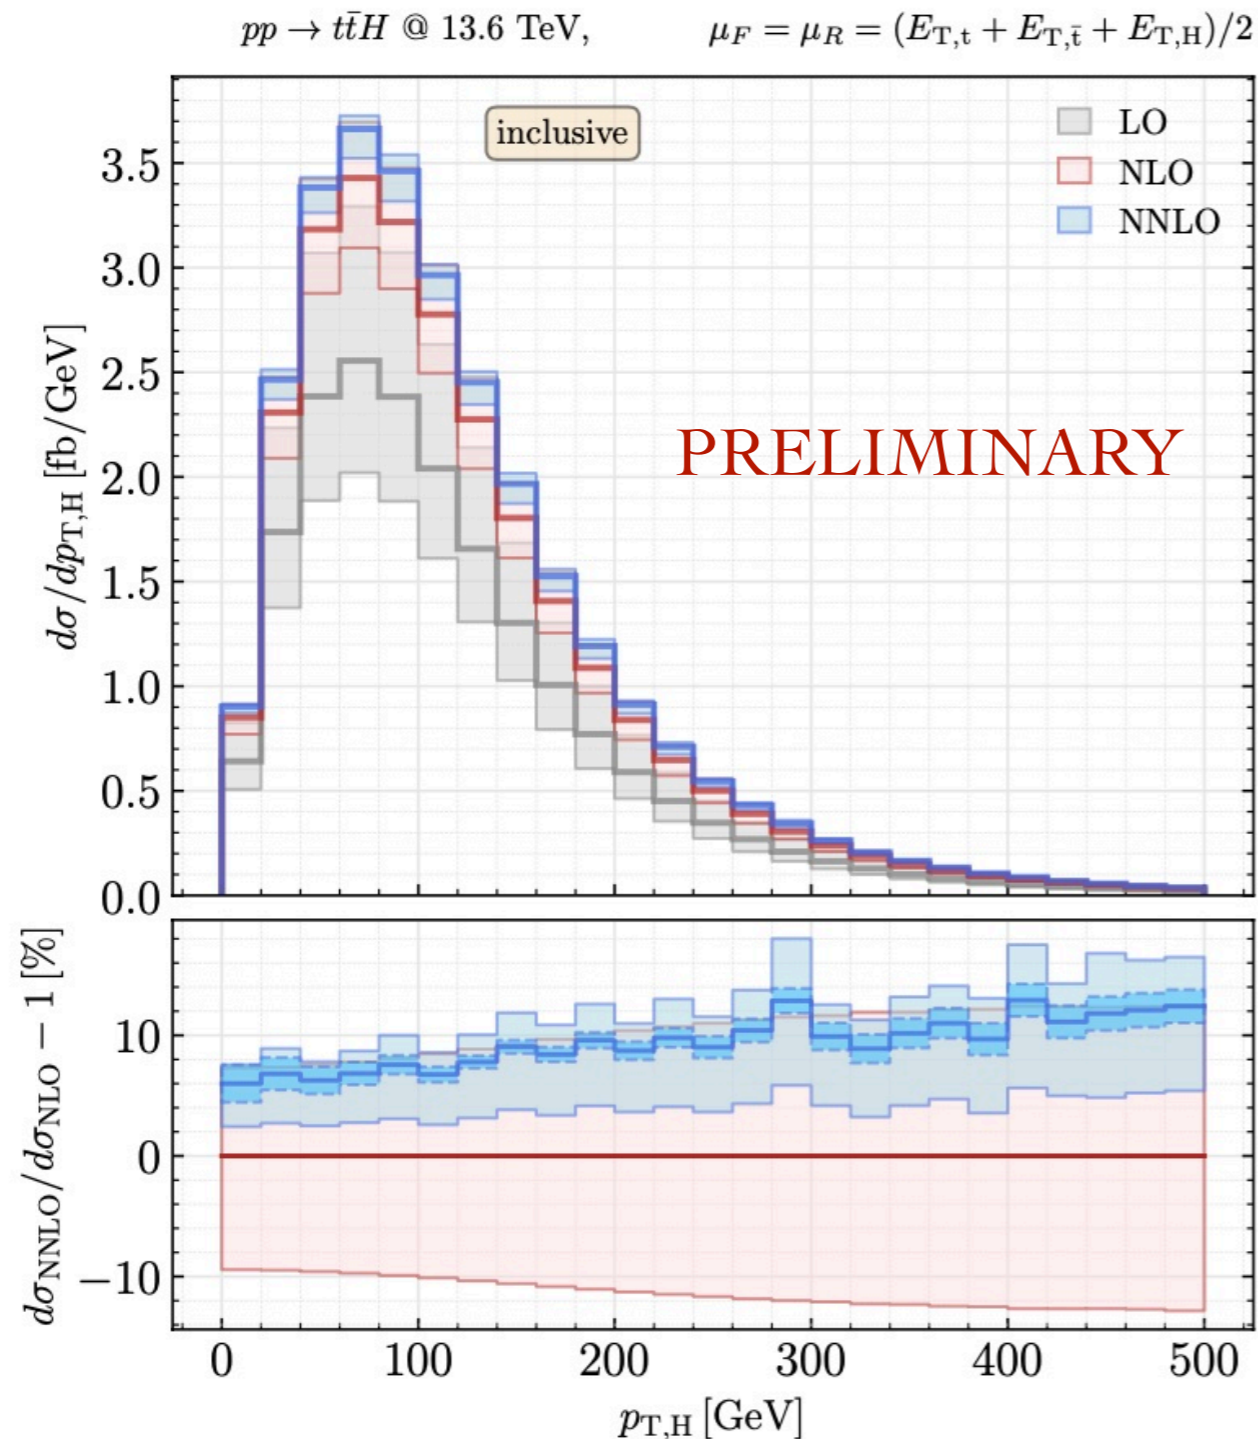 pp → tt̄H @ 13.6 TeV, μ_F = μ_R = (E_T,t + E_T,t̄ + E_T,H)/2
inclusive
LO
NLO
NNLO
PRELIMINARY
dσ/dp_T,H [fb/GeV]
3.5
3.0
2.5
2.0
1.5
1.0
0.5
0.0
dσ_NNLO/dσ_NLO − 1 [%]
10
0
−10
0 100 200 300 400 500
p_T,H [GeV]